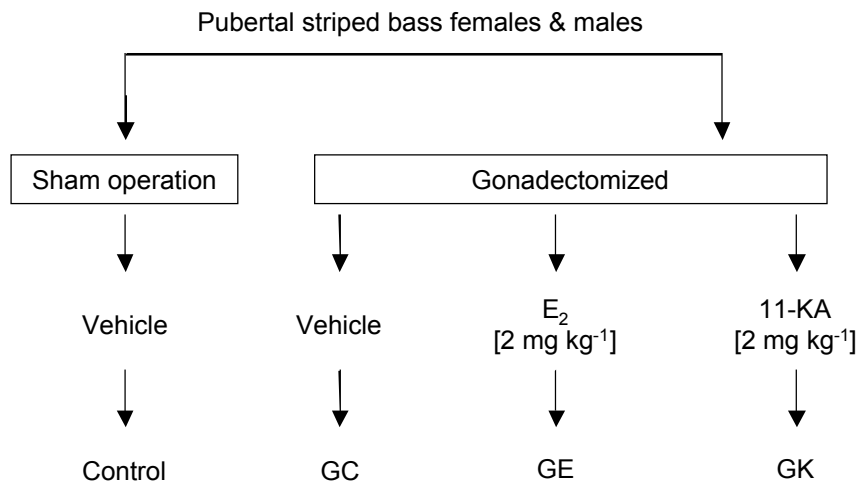 Pubertal striped bass females & males
Sham operation
Gonadectomized
Vehicle
Vehicle
E₂
[2 mg kg⁻¹]
11-KA
[2 mg kg⁻¹]
Control
GC
GE
GK